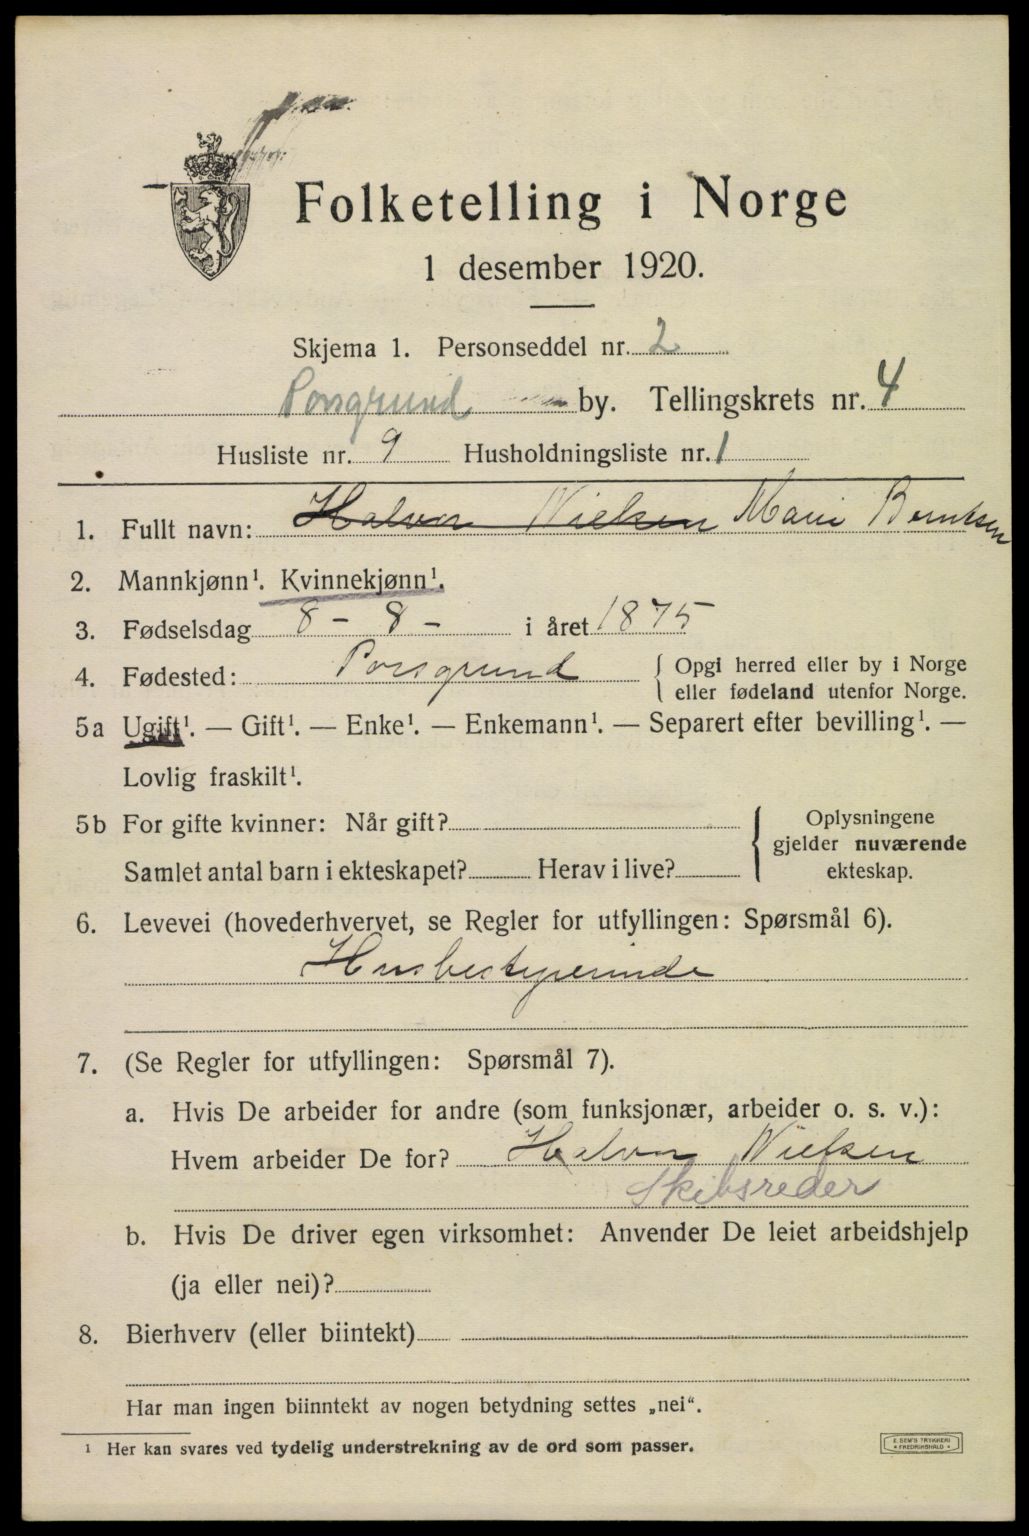 Folketelling i Norge
1 desember 1920.
Skjema 1. Personseddel nr. 2
Porsgrund by. Tellingskrets nr. 4
Husliste nr. 9 Husholdningsliste nr. 1
1. Fullt navn: Halvor Nielsen Marie Berntsen
2. Mannkjønn¹. Kvinnekjønn¹.
3. Fødselsdag 8 - 8 - i året 1875
4. Fødested: Porsgrund { Opgi herred eller by i Norge
eller fødeland utenfor Norge.
5a Ugift¹. — Gift¹. — Enke¹. — Enkemann¹. — Separert efter bevilling¹. —
Lovlig fraskilt¹.
5b For gifte kvinner: Når gift?
Samlet antal barn i ekteskapet? Herav i live?
{ Oplysningene
gjelder nuværende
ekteskap.
6. Levevei (hovederhvervet, se Regler for utfyllingen: Spørsmål 6).
Husbestyrerinde
7. (Se Regler for utfyllingen: Spørsmål 7).
a. Hvis De arbeider for andre (som funksjonær, arbeider o. s. v.):
Hvem arbeider De for? Halvor Nielsen
Skibsreder
b. Hvis De driver egen virksomhet: Anvender De leiet arbeidshjelp
(ja eller nei)?
8. Bierhverv (eller biintekt)
Har man ingen biinntekt av nogen betydning settes „nei“.
¹ Her kan svares ved tydelig understrekning av de ord som passer.
E. SEM'S TRYKKERI
• FREDRIKSHALD •